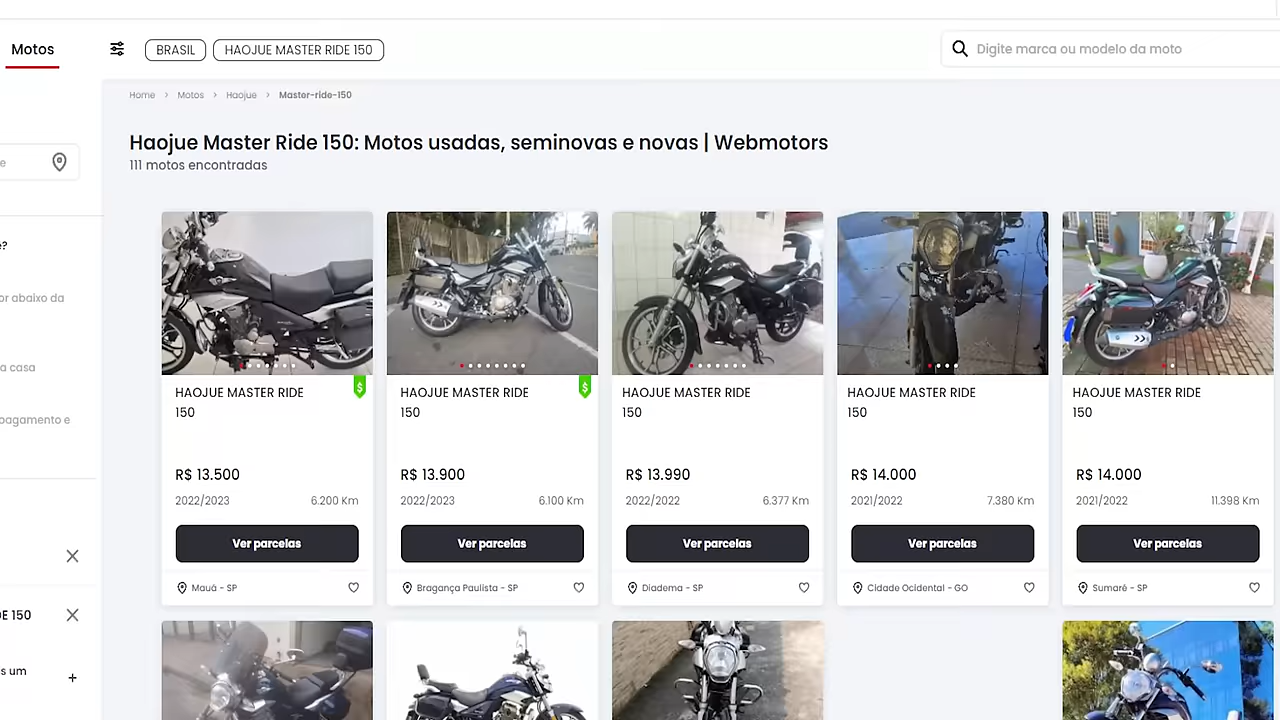 Motos
BRASIL
HAOJUE MASTER RIDE 150
Digite marca ou modelo da moto
Home > Motos > Haojue > Master-ride-150
Haojue Master Ride 150: Motos usadas, seminovas e novas | Webmotors
111 motos encontradas
e
e?
or abaixo da
a casa
pagamento e
DE 150
s um
+
HAOJUE MASTER RIDE
150
R$ 13.500
2022/2023 6.200 Km
Ver parcelas
Mauá - SP
$
HAOJUE MASTER RIDE
150
R$ 13.900
2022/2023 6.100 Km
Ver parcelas
Bragança Paulista - SP
$
HAOJUE MASTER RIDE
150
R$ 13.990
2022/2022 6.377 Km
Ver parcelas
Diadema - SP
HAOJUE MASTER RIDE
150
R$ 14.000
2021/2022 7.380 Km
Ver parcelas
Cidade Ocidental - GO
HAOJUE MASTER RIDE
150
R$ 14.000
2021/2022 11.398 Km
Ver parcelas
Sumaré - SP